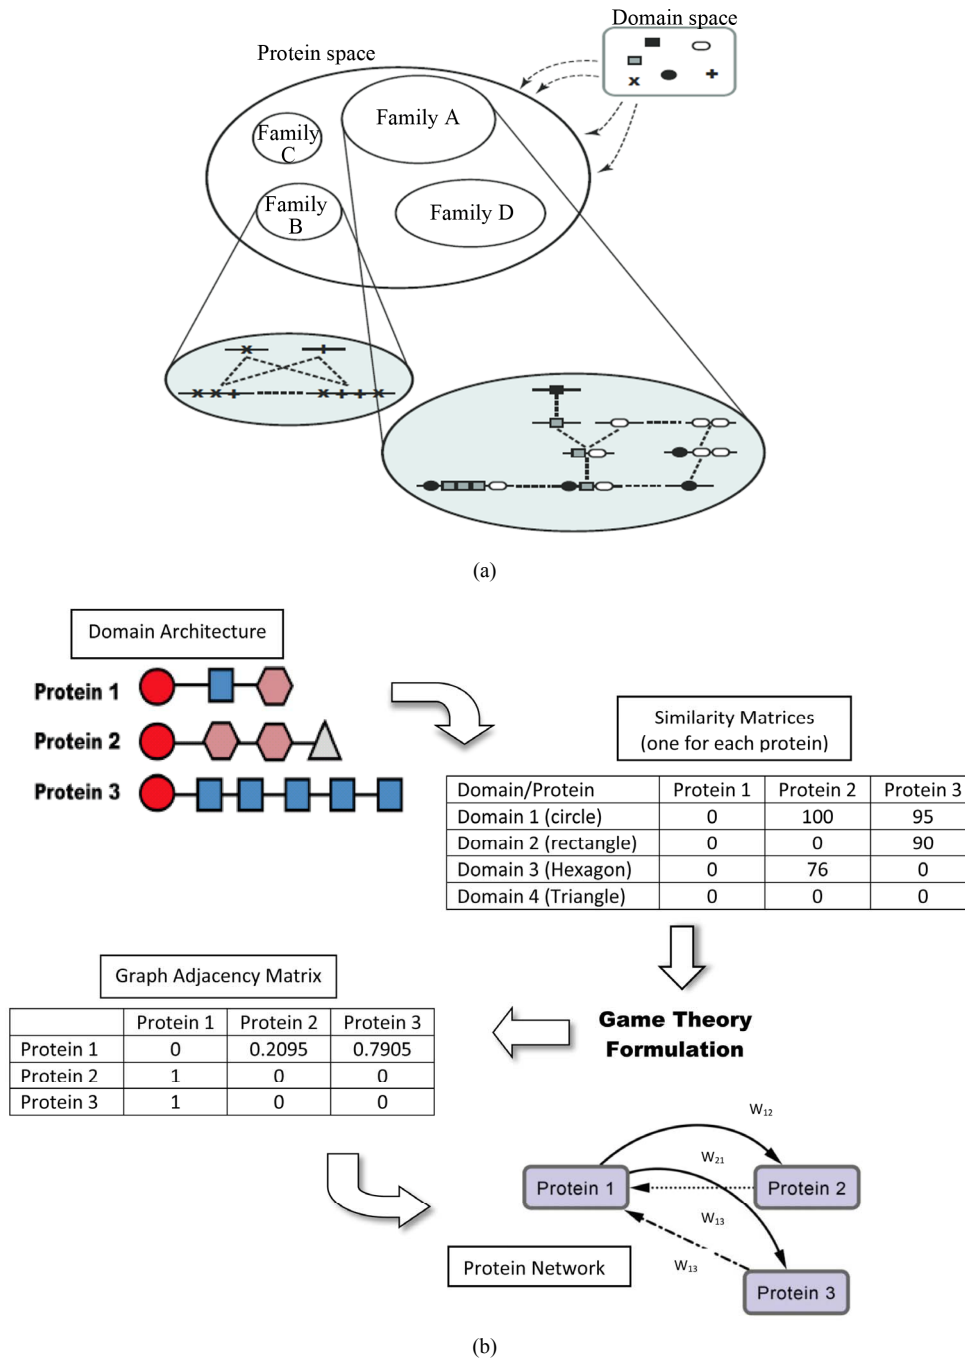 Domain space
Protein space
Family A
Family
C
Family
B
Family D
(a)
Domain Architecture
Protein 1
Protein 2
Protein 3
Similarity Matrices
(one for each protein)
Domain/Protein Protein 1 Protein 2 Protein 3
Domain 1 (circle) 0 100 95
Domain 2 (rectangle) 0 0 90
Domain 3 (Hexagon) 0 76 0
Domain 4 (Triangle) 0 0 0
Graph Adjacency Matrix
Protein 1 Protein 2 Protein 3
Protein 1 0 0.2095 0.7905
Protein 2 1 0 0
Protein 3 1 0 0
Game Theory
Formulation
W12
W21
Protein 1 Protein 2
W13
W13
Protein Network
Protein 3
(b)